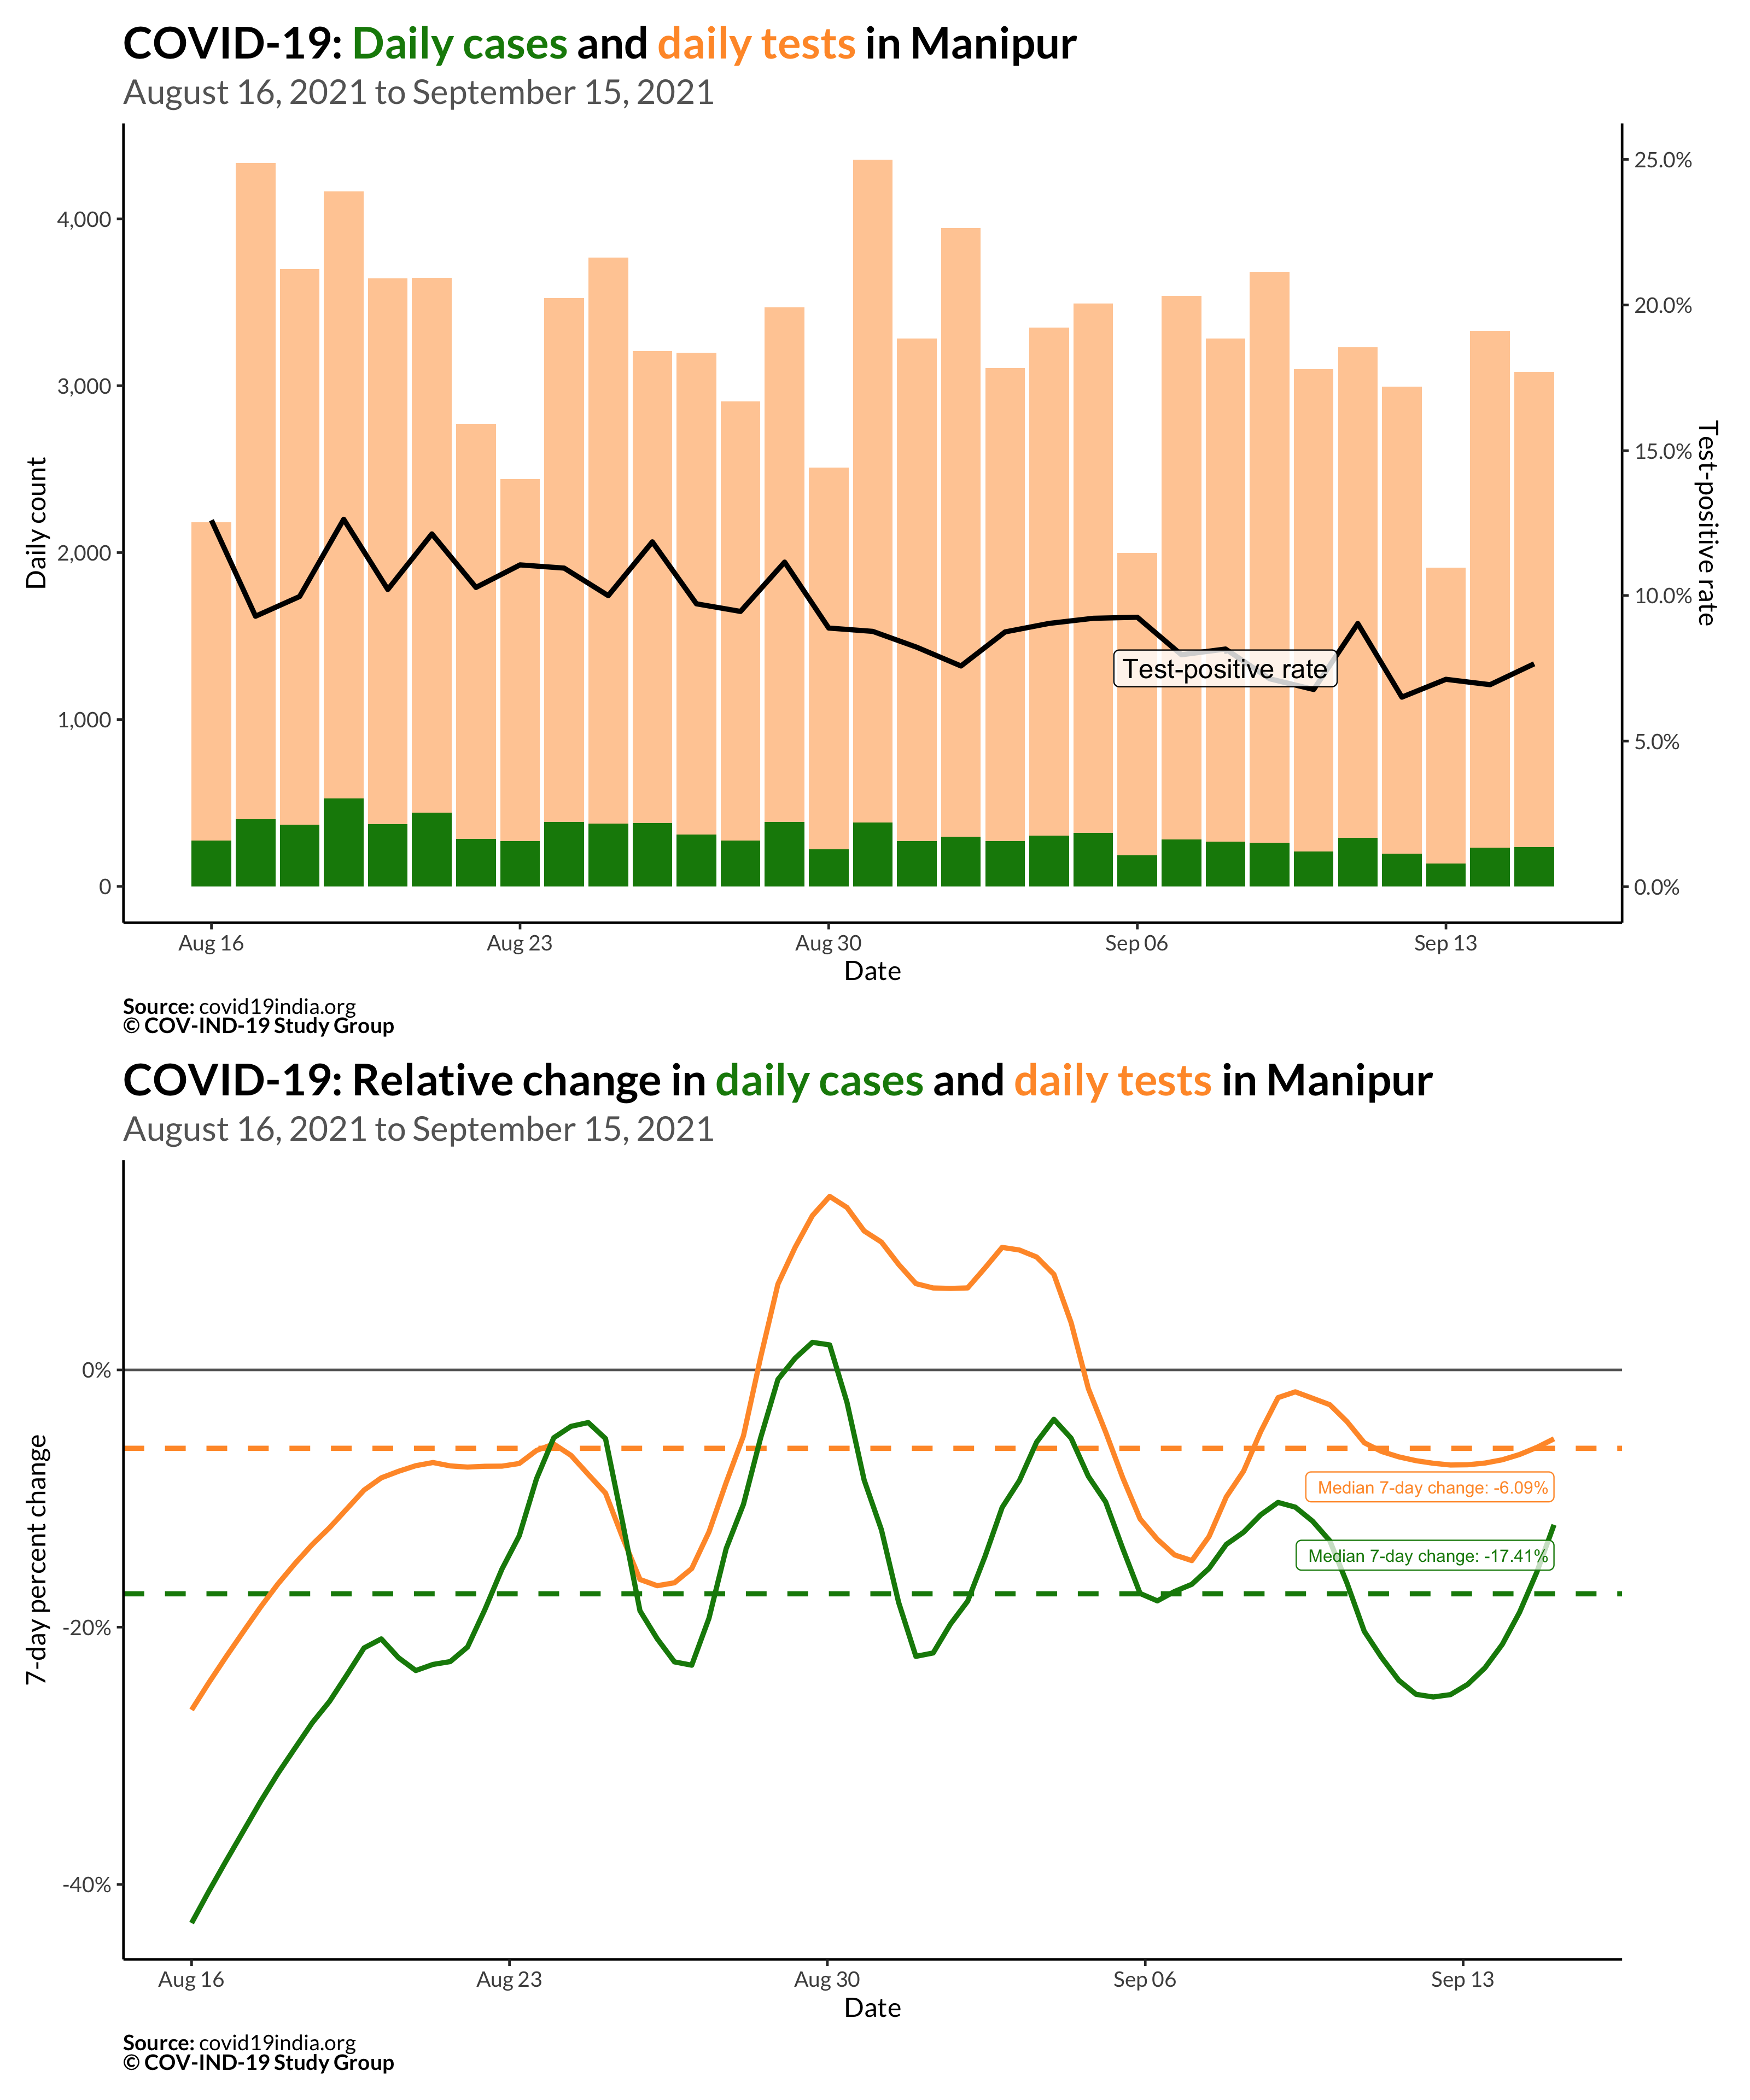 COVID-19: Daily cases and daily tests in Manipur
August 16, 2021 to September 15, 2021
Daily count
4,000
3,000
2,000
1,000
0
25.0%
20.0%
15.0%
10.0%
5.0%
0.0%
Test-positive rate
Test-positive rate
Aug 16 Aug 23 Aug 30 Sep 06 Sep 13
Date
Source: covid19india.org
© COV-IND-19 Study Group
COVID-19: Relative change in daily cases and daily tests in Manipur
August 16, 2021 to September 15, 2021
7-day percent change
0%
-20%
-40%
Median 7-day change: -6.09%
Median 7-day change: -17.41%
Aug 16 Aug 23 Aug 30 Sep 06 Sep 13
Date
Source: covid19india.org
© COV-IND-19 Study Group